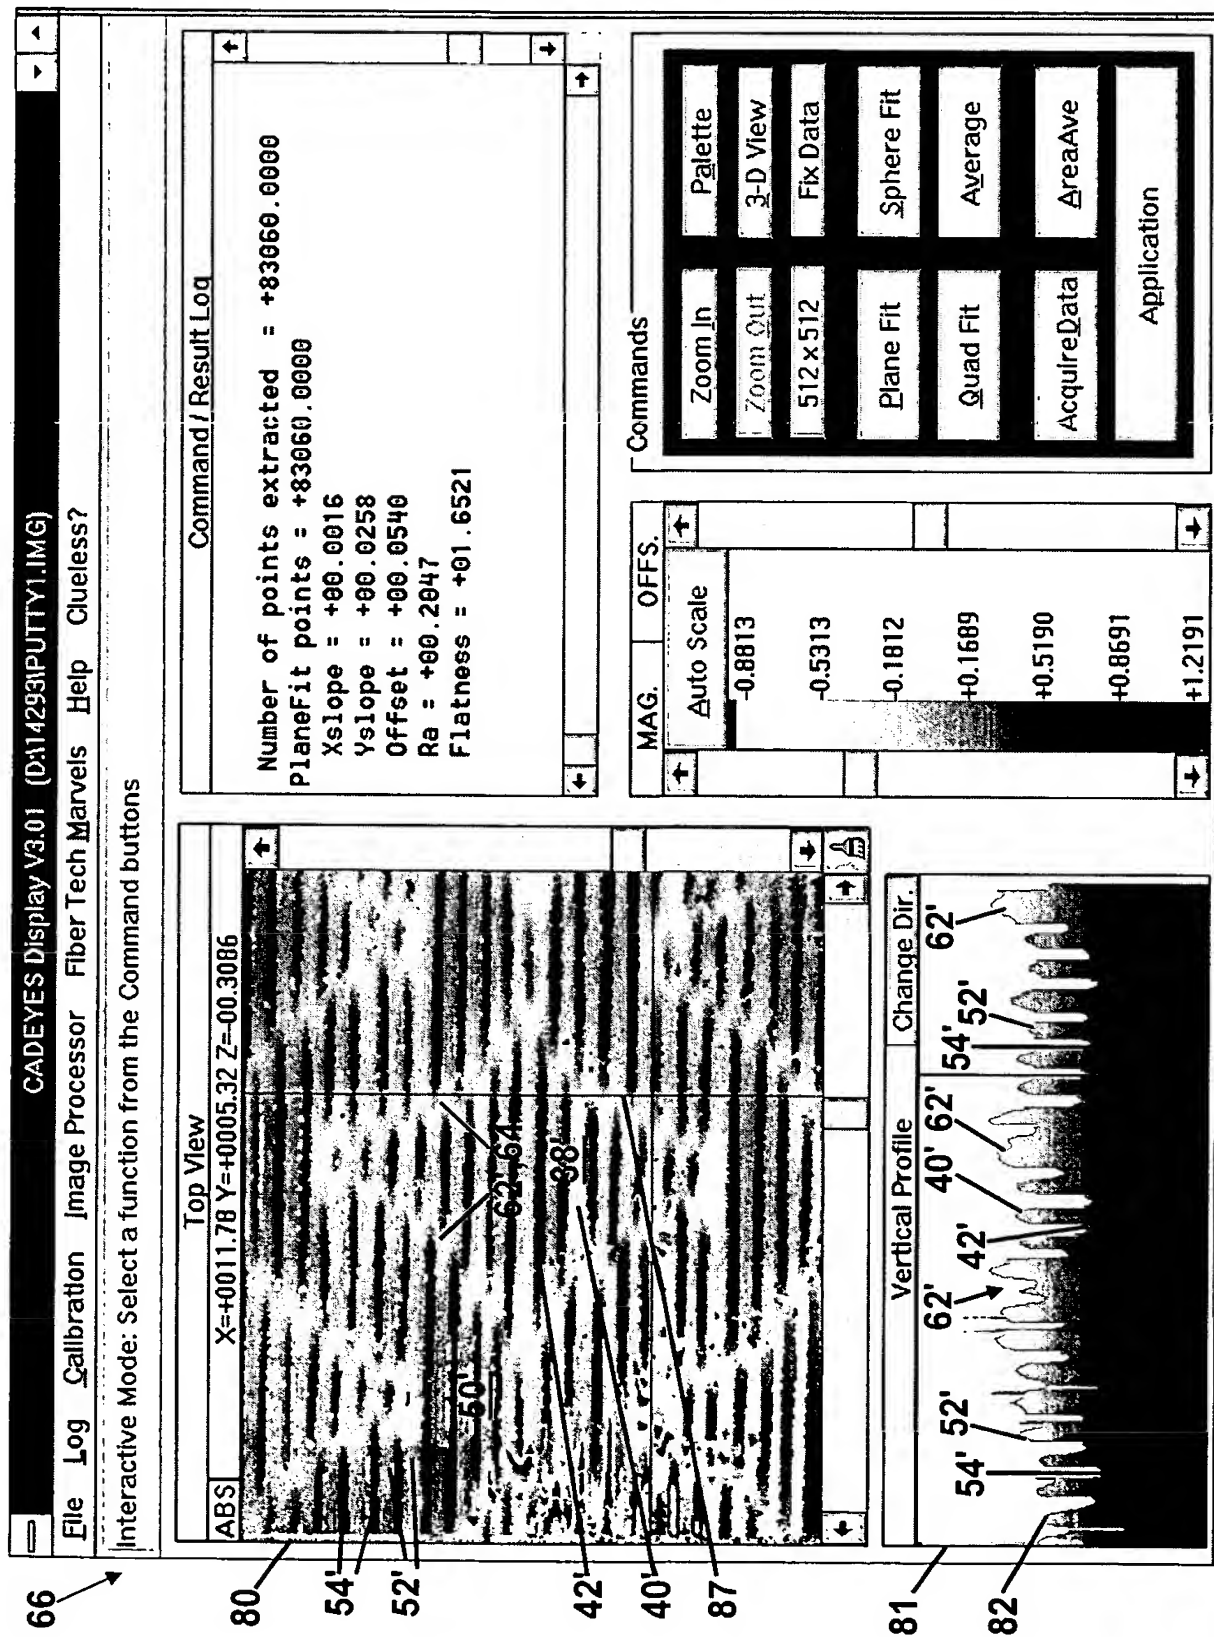 66
CADEYES Display V3.01 (D:\14293\PUTTY1.IMG)
File Log Calibration Image Processor Fiber Tech Marvels Help Clueless?
Interactive Mode: Select a function from the Command buttons
Top View
ABS X=+0011.78 Y=+0005.32 Z=-00.3086
80
54'
52'
50'
62', 64
38'
42'
40'
87
Command / Result Log
Number of points extracted = +83060.0000
PlaneFit points = +83060.0000
Xslope = +00.0016
Yslope = +00.0258
Offset = +00.0540
Ra = +00.2047
Flatness = +01.6521
81
Vertical Profile Change Dir.
82
54'
52'
62'
42'
40'
62'
54'
52'
62'
MAG. OFFS.
Auto Scale
-0.8813
-0.5313
-0.1812
+0.1689
+0.5190
+0.8691
+1.2191
Commands
Zoom In Palette
Zoom Out 3-D View
512 x 512 Fix Data
Plane Fit Sphere Fit
Quad Fit Average
AcquireData AreaAve
Application